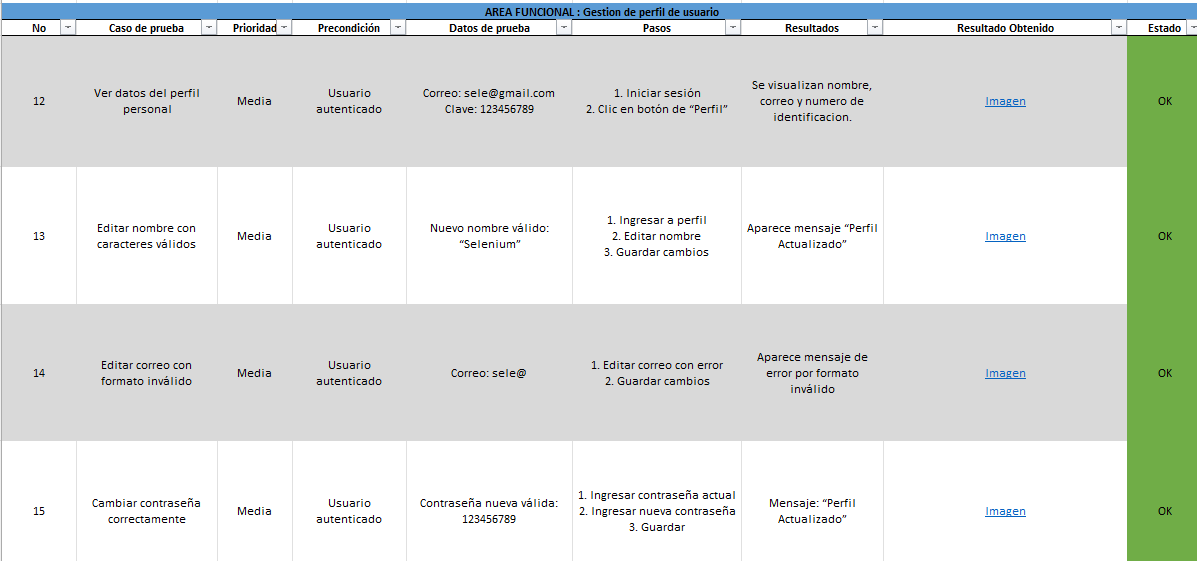 AREA FUNCIONAL : Gestion de perfil de usuario
No Caso de prueba Prioridad Precondición Datos de prueba Pasos Resultados Resultado Obtenido Estado
12
Ver datos del perfil
personal
Media
Usuario
autenticado
Correo: sele@gmail.com
Clave: 123456789
1. Iniciar sesión
2. Clic en botón de “Perfil”
Se visualizan nombre,
correo y numero de
identificacion.
Imagen
OK
13
Editar nombre con
caracteres válidos
Media
Usuario
autenticado
Nuevo nombre válido:
“Selenium”
1. Ingresar a perfil
2. Editar nombre
3. Guardar cambios
Aparece mensaje “Perfil
Actualizado”
Imagen
OK
14
Editar correo con
formato inválido
Media
Usuario
autenticado
Correo: sele@
1. Editar correo con error
2. Guardar cambios
Aparece mensaje de
error por formato
inválido
Imagen
OK
15
Cambiar contraseña
correctamente
Media
Usuario
autenticado
Contraseña nueva válida:
123456789
1. Ingresar contraseña actual
2. Ingresar nueva contraseña
3. Guardar
Mensaje: “Perfil
Actualizado”
Imagen
OK